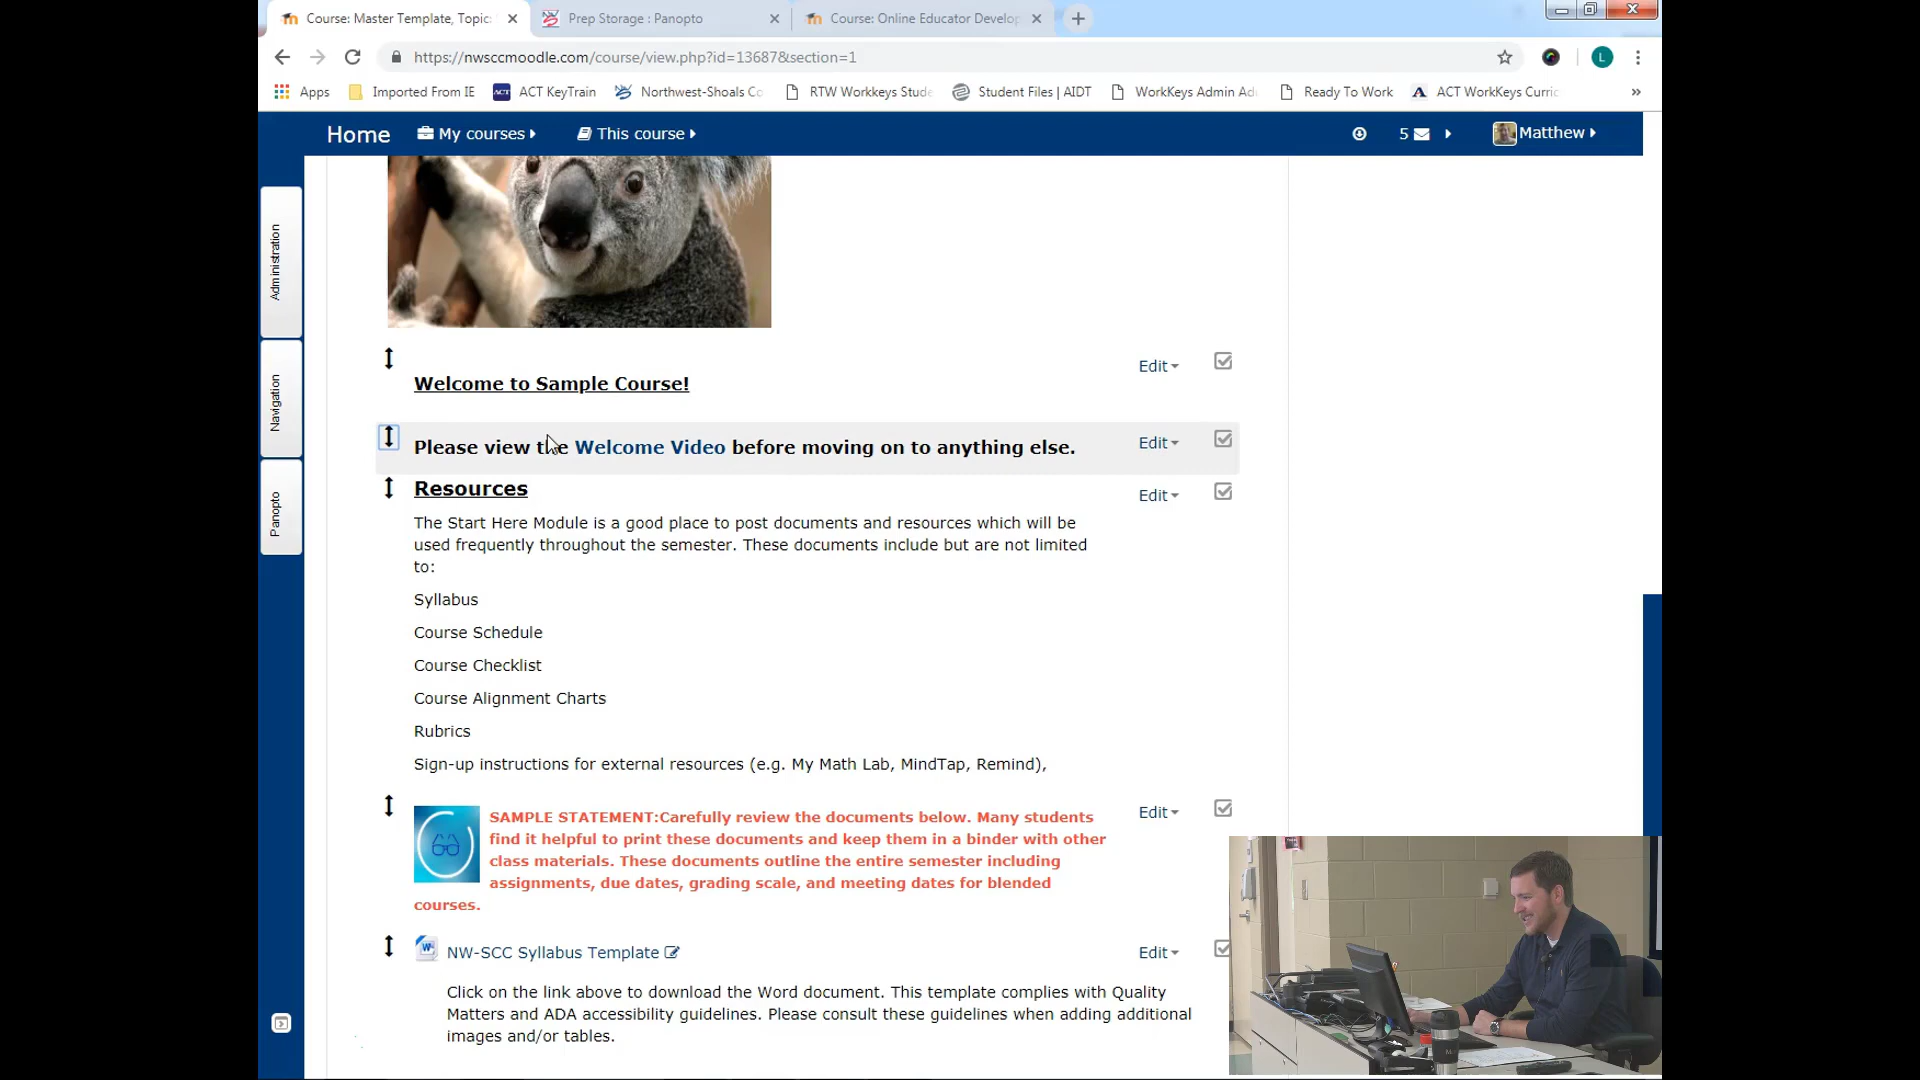 Course: Master Template, Topic:
Prep Storage : Panopto
Course: Online Educator Develop
https://nwsccmoodle.com/course/view.php?id=13687&section=1
L
Apps
Imported From IE
ACT
ACT KeyTrain
Northwest-Shoals Co
RTW Workkeys Stude
Student Files | AIDT
WorkKeys Admin Ad
Ready To Work
ACT WorkKeys Curric
»
Home
My courses
This course
5
Matthew
Administration
Navigation
Panopto
Welcome to Sample Course!
Edit
Please view the Welcome Video before moving on to anything else.
Edit
Resources
Edit
The Start Here Module is a good place to post documents and resources which will be
used frequently throughout the semester. These documents include but are not limited
to:
Syllabus
Course Schedule
Course Checklist
Course Alignment Charts
Rubrics
Sign-up instructions for external resources (e.g. My Math Lab, MindTap, Remind),
SAMPLE STATEMENT:Carefully review the documents below. Many students
Edit
find it helpful to print these documents and keep them in a binder with other
class materials. These documents outline the entire semester including
assignments, due dates, grading scale, and meeting dates for blended
courses.
NW-SCC Syllabus Template
Edit
Click on the link above to download the Word document. This template complies with Quality
Matters and ADA accessibility guidelines. Please consult these guidelines when adding additional
images and/or tables.